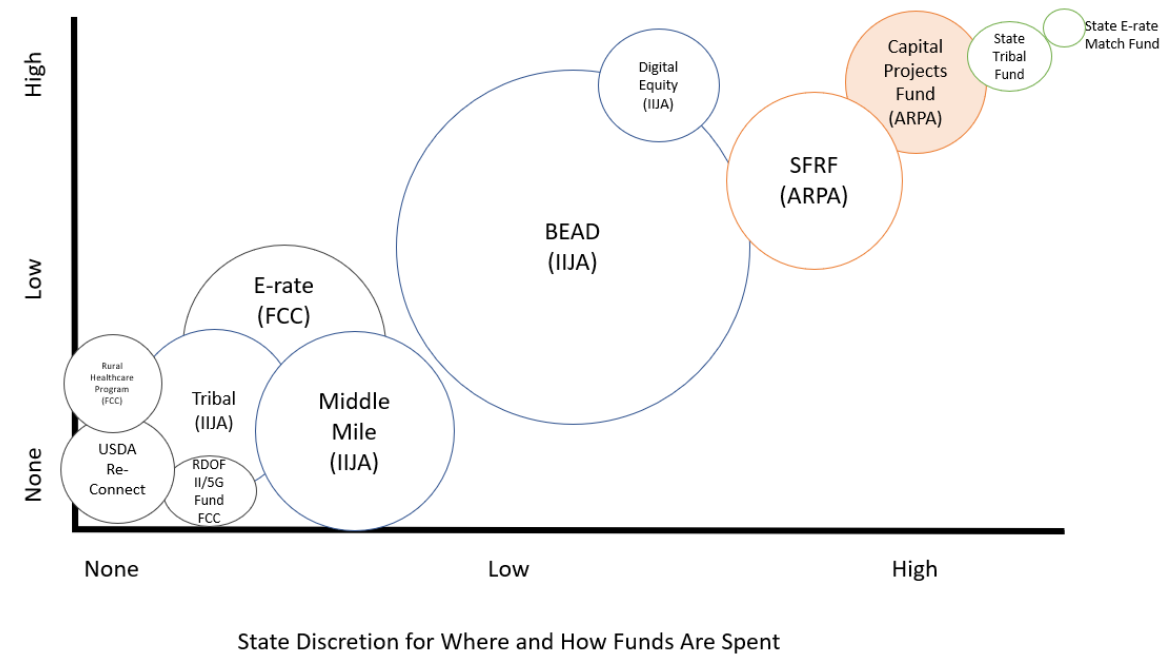 High
Low
None
Digital
Equity
(IIJA)
Capital
Projects
Fund
(ARPA)
State
Tribal
Fund
State E-rate
Match Fund
SFRF
(ARPA)
BEAD
(IIJA)
E-rate
(FCC)
Rural
Healthcare
Program
(FCC)
Tribal
(IIJA)
Middle
Mile
(IIJA)
USDA
Re-
Connect
RDOF
II/5G
Fund
FCC
None
Low
High
State Discretion for Where and How Funds Are Spent